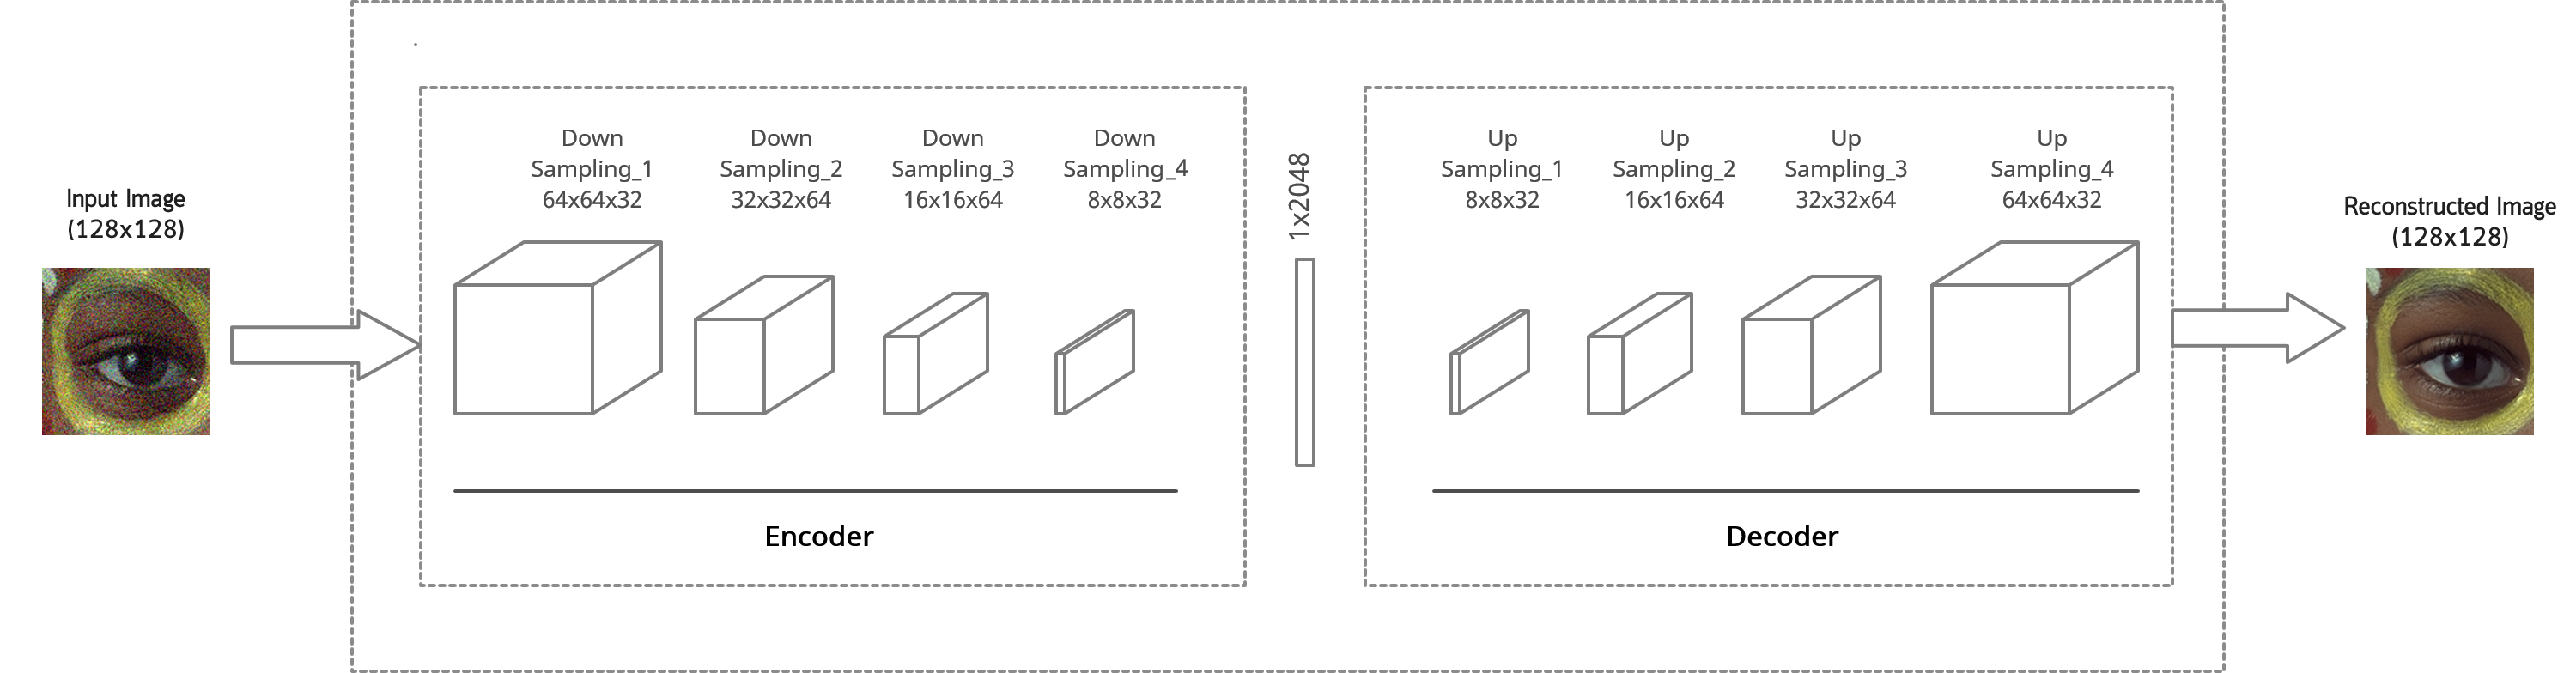 Input Image
(128x128)
Down
Sampling_1
64x64x32
Down
Sampling_2
32x32x64
Down
Sampling_3
16x16x64
Down
Sampling_4
8x8x32
Encoder
1x2048
Up
Sampling_1
8x8x32
Up
Sampling_2
16x16x64
Up
Sampling_3
32x32x64
Up
Sampling_4
64x64x32
Decoder
Reconstructed Image
(128x128)